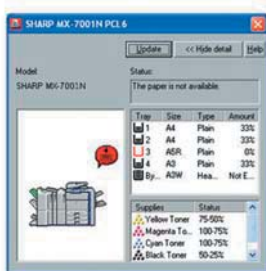 SHARP MX-7001N PCL6
Update << Hide detail Help
Model:
SHARP MX-7001N
Status:
The paper is not available.
Tray Size Type Amount
1 A4 Plain 33%
2 A4 Plain 33%
3 A5R Plain 0%
4 A3 Plain 33%
By... A3W Hea... Not E...
Supplies Status
Yellow Toner 75-50%
Magenta To... 100-75%
Cyan Toner 100-75%
Black Toner 50-25%